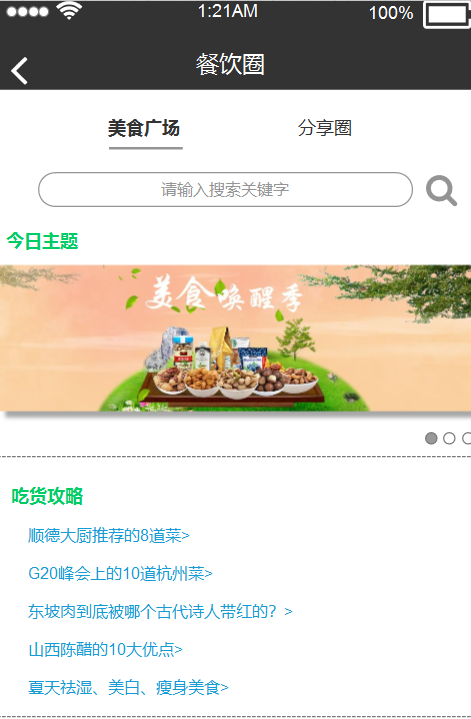 1:21AM 100%
餐饮圈
美食广场 分享圈
请输入搜索关键字
今日主题
美食唤醒季
吃货攻略
顺德大厨推荐的8道菜>
G20峰会上的10道杭州菜>
东坡肉到底被哪个古代诗人带红的？>
山西陈醋的10大优点>
夏天祛湿、美白、瘦身美食>